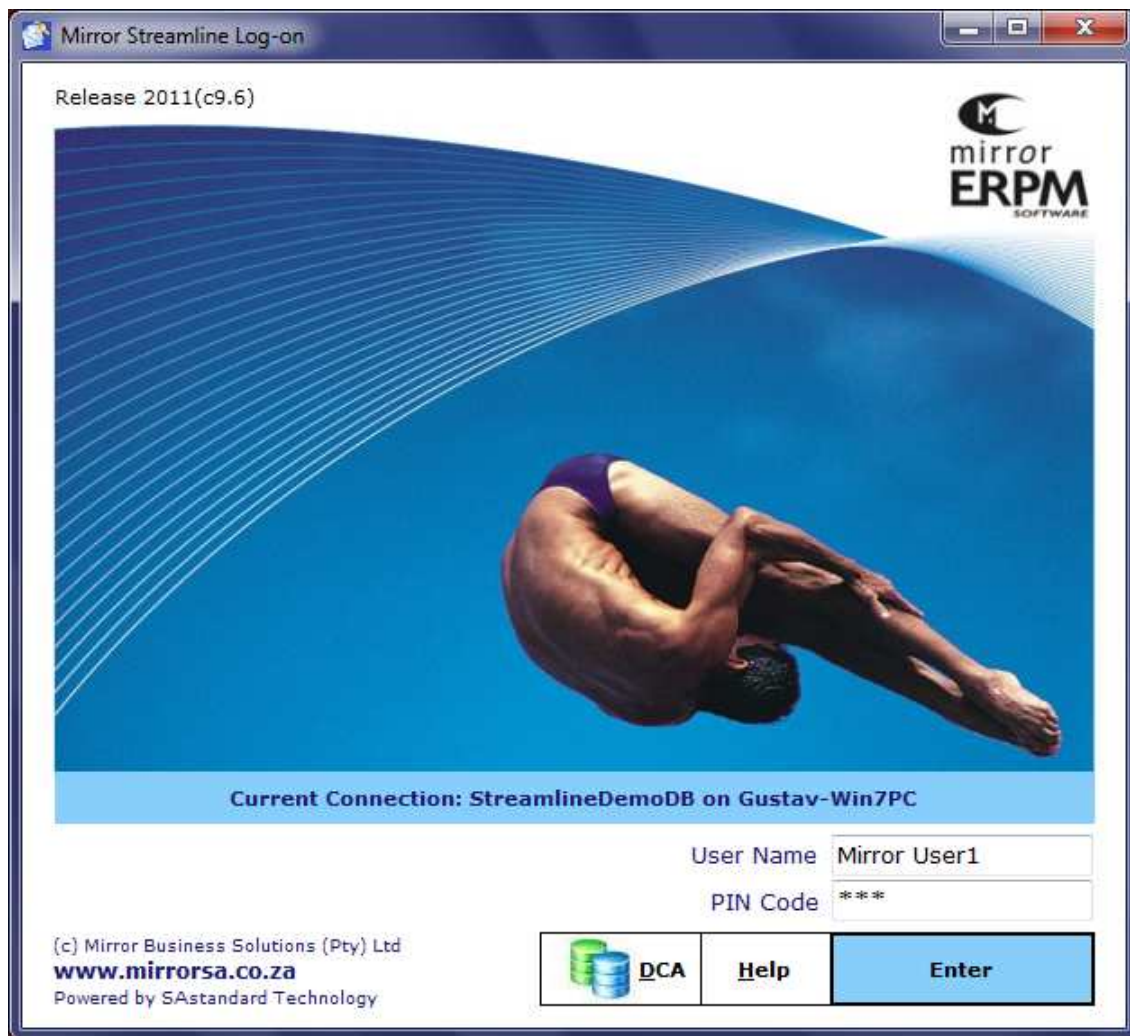 Mirror Streamline Log-on
Release 2011(c9.6)
M
mirror
ERPM
SOFTWARE
Current Connection: StreamlineDemoDB on Gustav-Win7PC
User Name Mirror User1
PIN Code ***
(c) Mirror Business Solutions (Pty) Ltd
www.mirrorsa.co.za
Powered by SAstandard Technology
DCA Help Enter